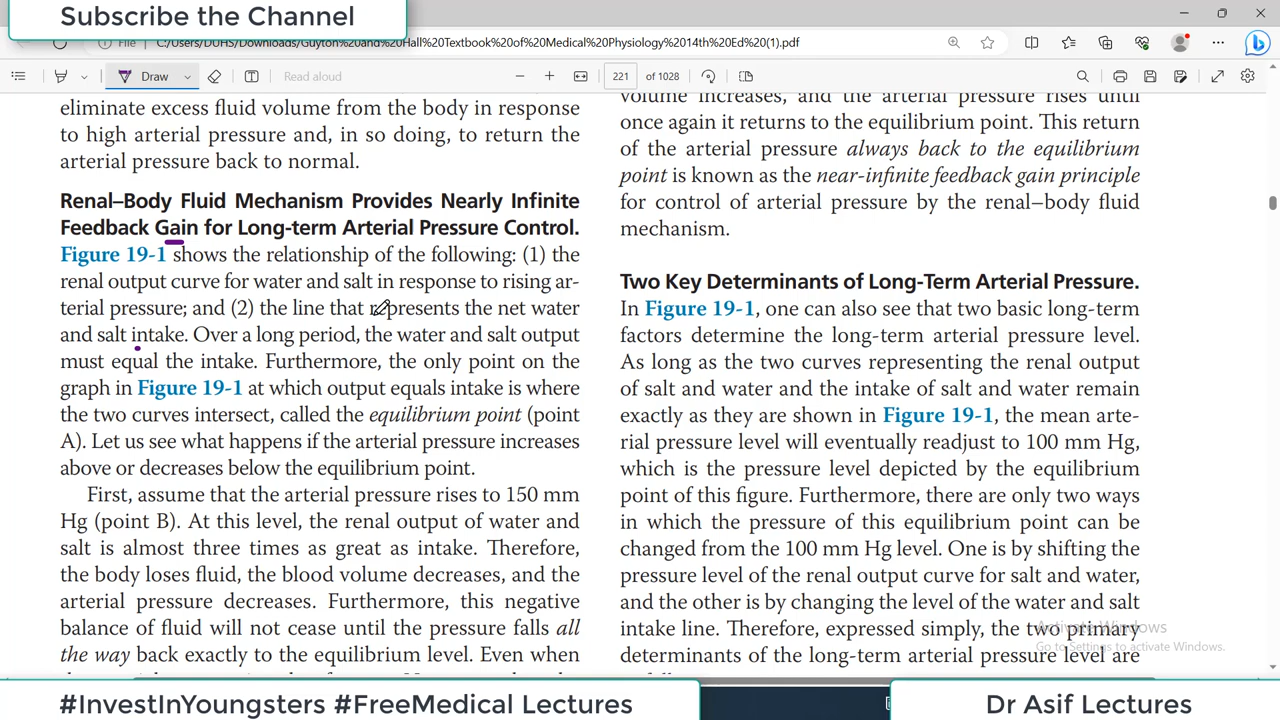 Subscribe the Channel
File
C:/Users/DUHS/Downloads/Guyton%20and%20Hall%20Textbook%20of%20Medical%20Physiology%2014th%20Ed%20(1).pdf
Draw
Read aloud
221 of 1028
eliminate excess fluid volume from the body in response
to high arterial pressure and, in so doing, to return the
arterial pressure back to normal.
Renal–Body Fluid Mechanism Provides Nearly Infinite
Feedback Gain for Long-term Arterial Pressure Control.
Figure 19-1 shows the relationship of the following: (1) the
renal output curve for water and salt in response to rising ar-
terial pressure; and (2) the line that represents the net water
and salt intake. Over a long period, the water and salt output
must equal the intake. Furthermore, the only point on the
graph in Figure 19-1 at which output equals intake is where
the two curves intersect, called the equilibrium point (point
A). Let us see what happens if the arterial pressure increases
above or decreases below the equilibrium point.
First, assume that the arterial pressure rises to 150 mm
Hg (point B). At this level, the renal output of water and
salt is almost three times as great as intake. Therefore,
the body loses fluid, the blood volume decreases, and the
arterial pressure decreases. Furthermore, this negative
balance of fluid will not cease until the pressure falls all
the way back exactly to the equilibrium level. Even when
volume increases, and the arterial pressure rises until
once again it returns to the equilibrium point. This return
of the arterial pressure always back to the equilibrium
point is known as the near-infinite feedback gain principle
for control of arterial pressure by the renal–body fluid
mechanism.
Two Key Determinants of Long-Term Arterial Pressure.
In Figure 19-1, one can also see that two basic long-term
factors determine the long-term arterial pressure level.
As long as the two curves representing the renal output
of salt and water and the intake of salt and water remain
exactly as they are shown in Figure 19-1, the mean arte-
rial pressure level will eventually readjust to 100 mm Hg,
which is the pressure level depicted by the equilibrium
point of this figure. Furthermore, there are only two ways
in which the pressure of this equilibrium point can be
changed from the 100 mm Hg level. One is by shifting the
pressure level of the renal output curve for salt and water,
and the other is by changing the level of the water and salt
intake line. Therefore, expressed simply, the two primary
determinants of the long-term arterial pressure level are
Activate Windows
Go to Settings to activate Windows.
#InvestInYoungsters #FreeMedical Lectures
Dr Asif Lectures